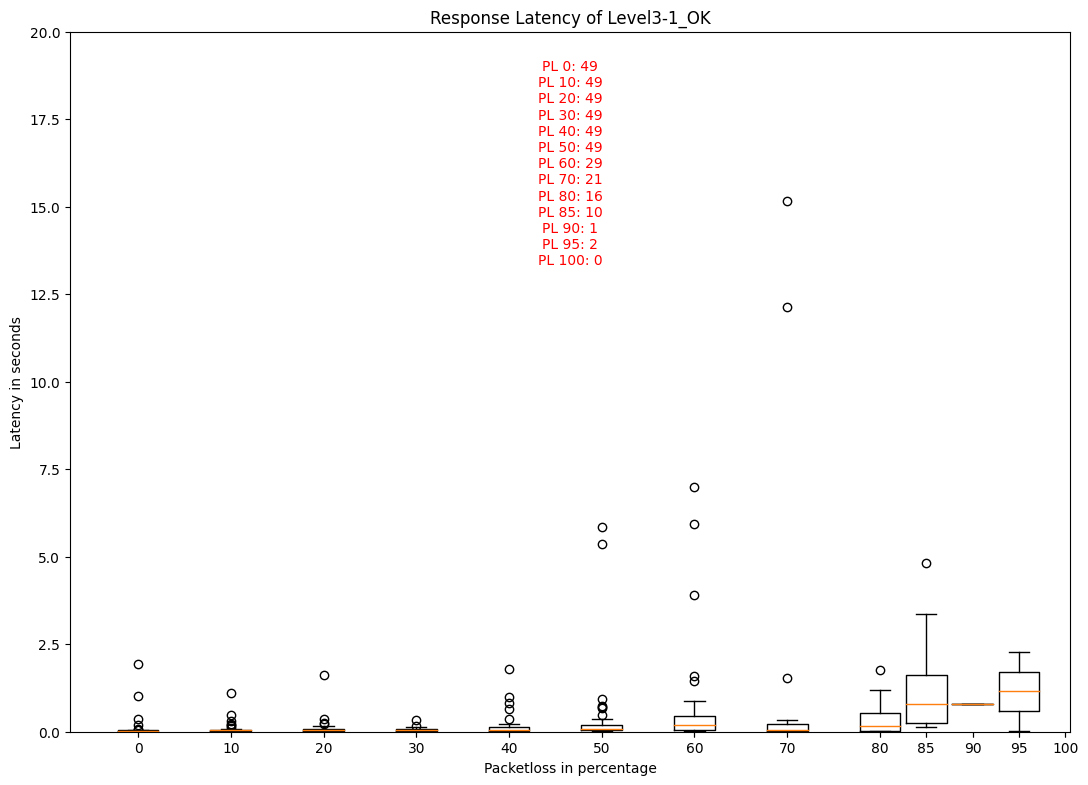 Response Latency of Level3-1_OK
20.0
17.5
15.0
12.5
10.0
7.5
5.0
2.5
0.0
Latency in seconds
PL 0: 49
PL 10: 49
PL 20: 49
PL 30: 49
PL 40: 49
PL 50: 49
PL 60: 29
PL 70: 21
PL 80: 16
PL 85: 10
PL 90: 1
PL 95: 2
PL 100: 0
0 10 20 30 40 50 60 70 80 85 90 95 100
Packetloss in percentage